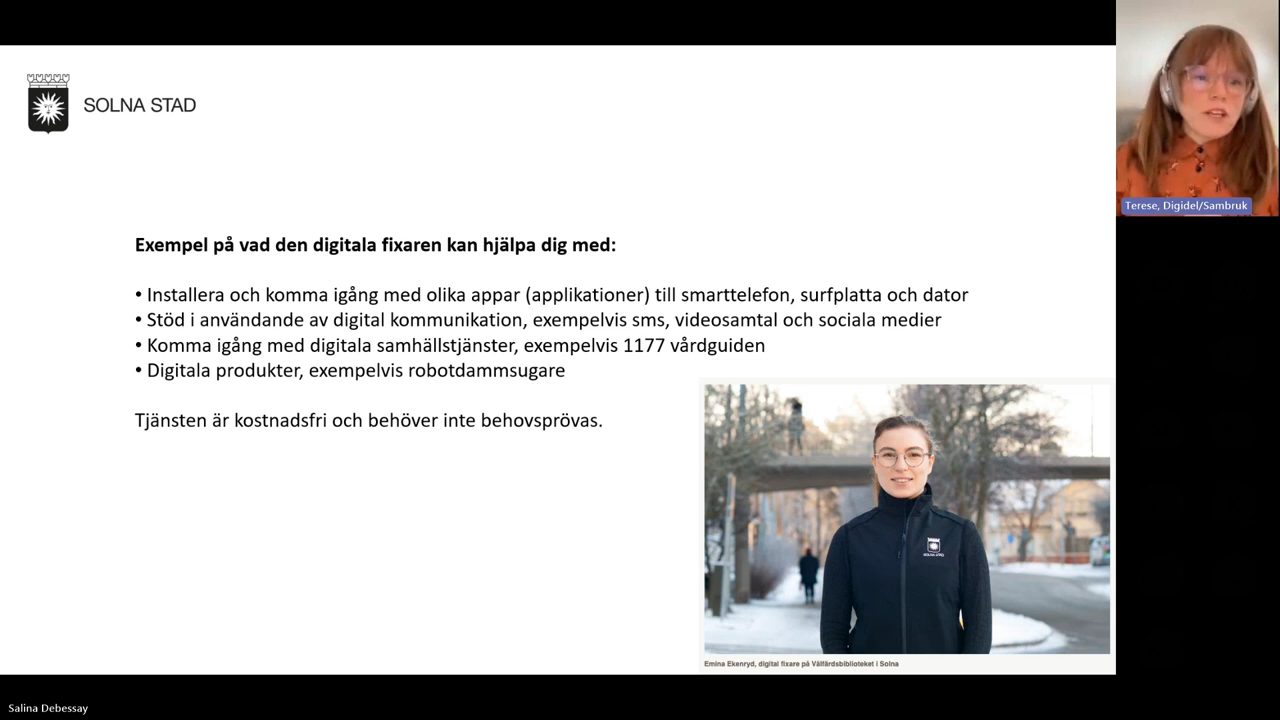 SOLNA STAD
Exempel på vad den digitala fixaren kan hjälpa dig med:
• Installera och komma igång med olika appar (applikationer) till smarttelefon, surfplatta och dator
• Stöd i användande av digital kommunikation, exempelvis sms, videosamtal och sociala medier
• Komma igång med digitala samhällstjänster, exempelvis 1177 vårdguiden
• Digitala produkter, exempelvis robotdammsugare
Tjänsten är kostnadsfri och behöver inte behovsprövas.
SOLNA STAD
Emina Ekenryd, digital fixare på Välfärdsbiblioteket i Solna
Terese, Digidel/Sambruk
Salina Debessay